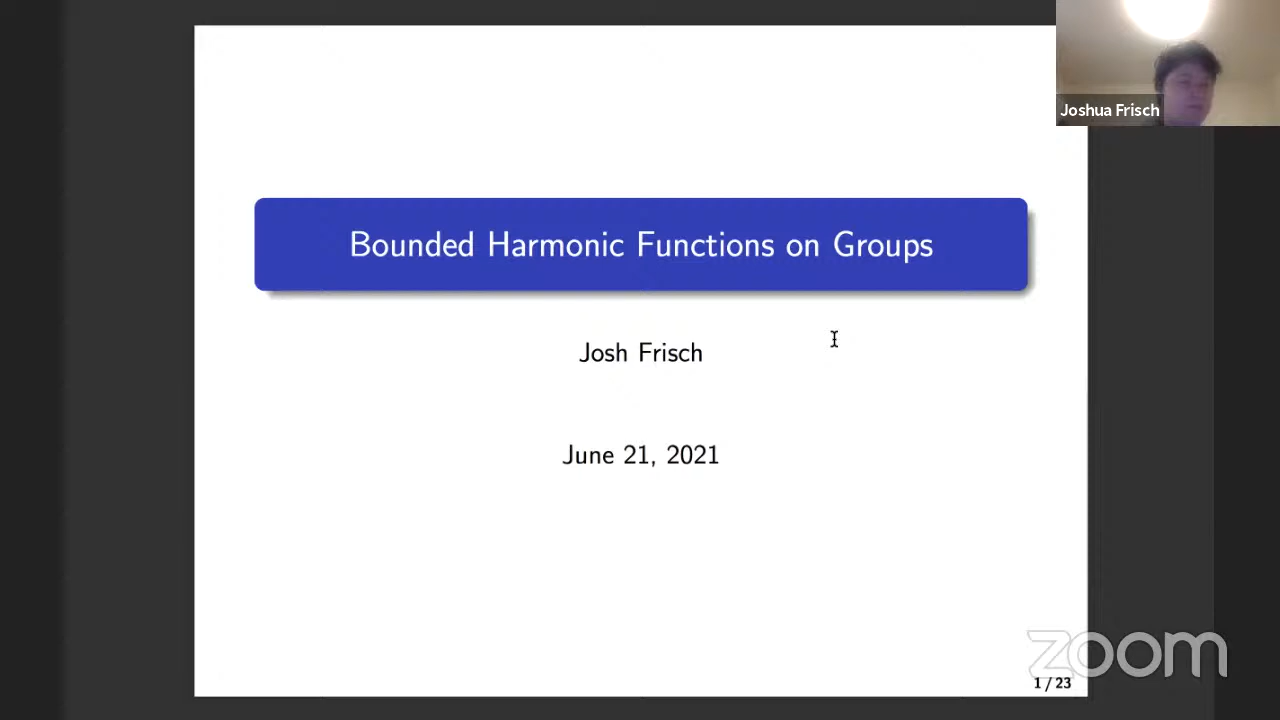 Joshua Frisch
Bounded Harmonic Functions on Groups
Josh Frisch
June 21, 2021
zoom
1 / 23